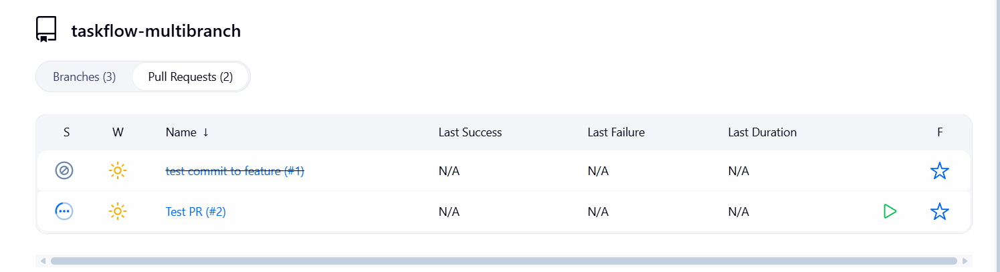 taskflow-multibranch
Branches (3) Pull Requests (2)
S W Name ↓ Last Success Last Failure Last Duration F
test commit to feature (#1) N/A N/A N/A
Test PR (#2) N/A N/A N/A